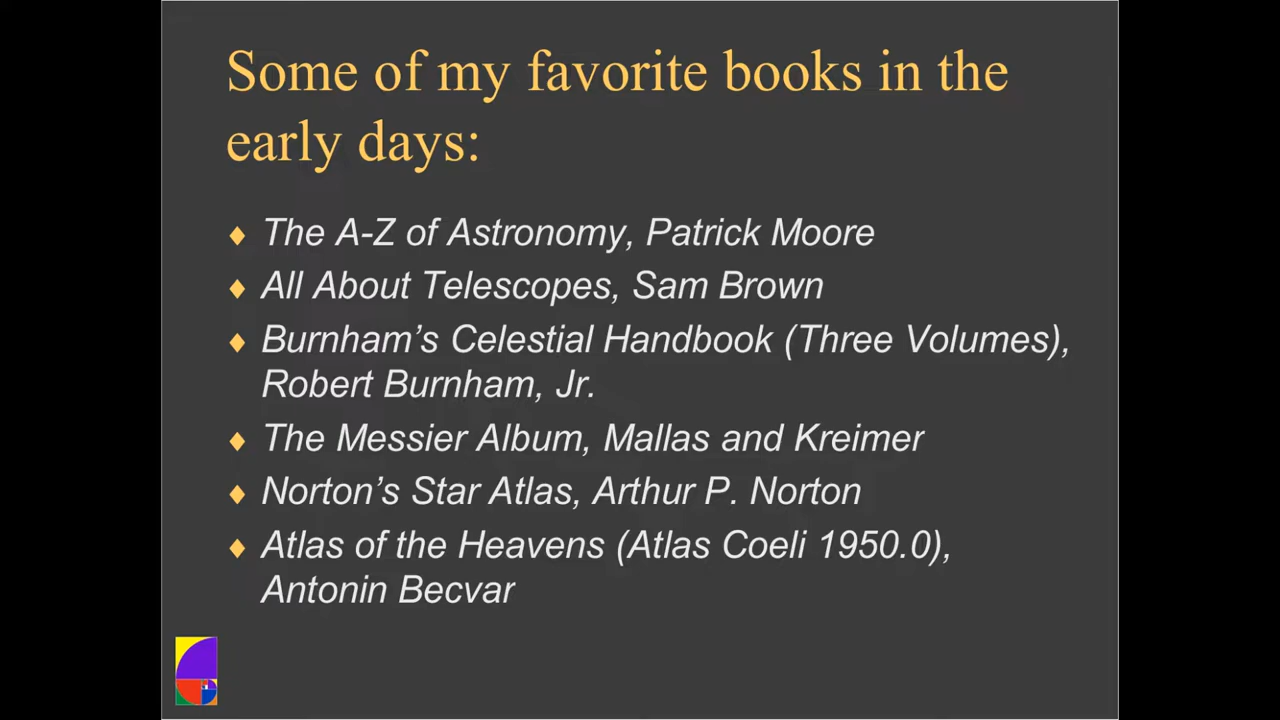 Some of my favorite books in the
early days:
The A-Z of Astronomy, Patrick Moore
All About Telescopes, Sam Brown
Burnham’s Celestial Handbook (Three Volumes),
Robert Burnham, Jr.
The Messier Album, Mallas and Kreimer
Norton’s Star Atlas, Arthur P. Norton
Atlas of the Heavens (Atlas Coeli 1950.0),
Antonin Becvar